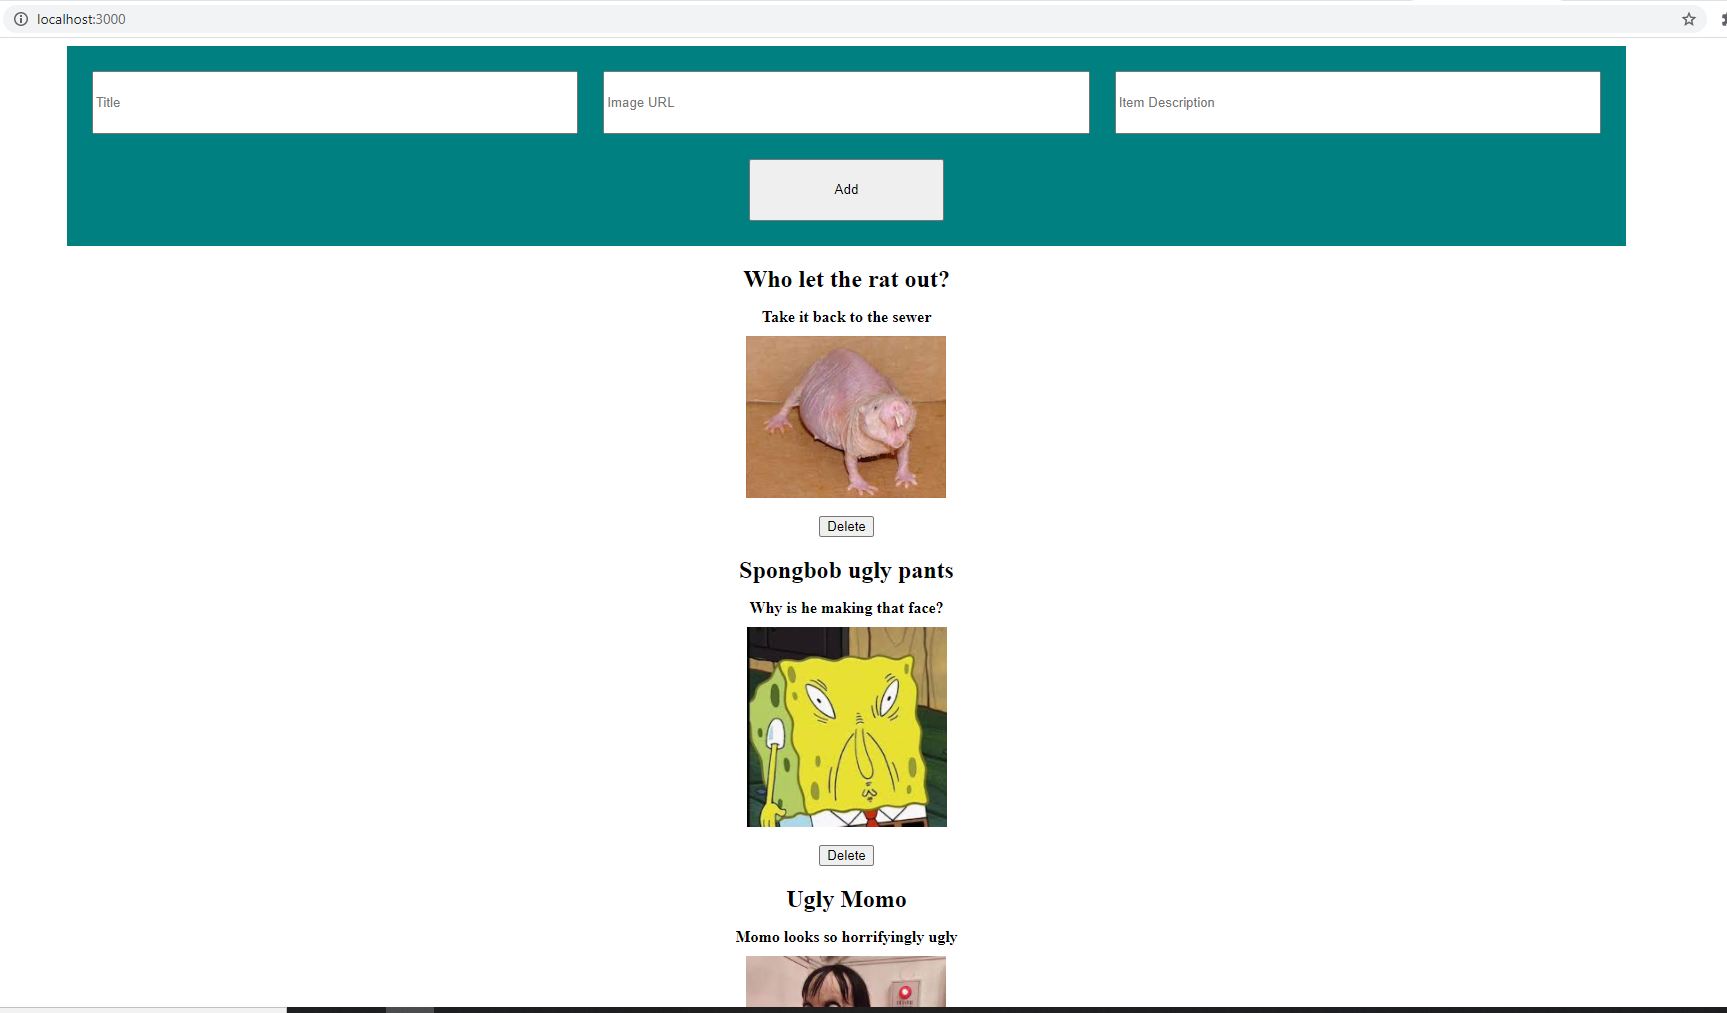 localhost:3000
Title
Image URL
Item Description
Add
Who let the rat out?
Take it back to the sewer
Delete
Spongbob ugly pants
Why is he making that face?
Delete
Ugly Momo
Momo looks so horrifyingly ugly